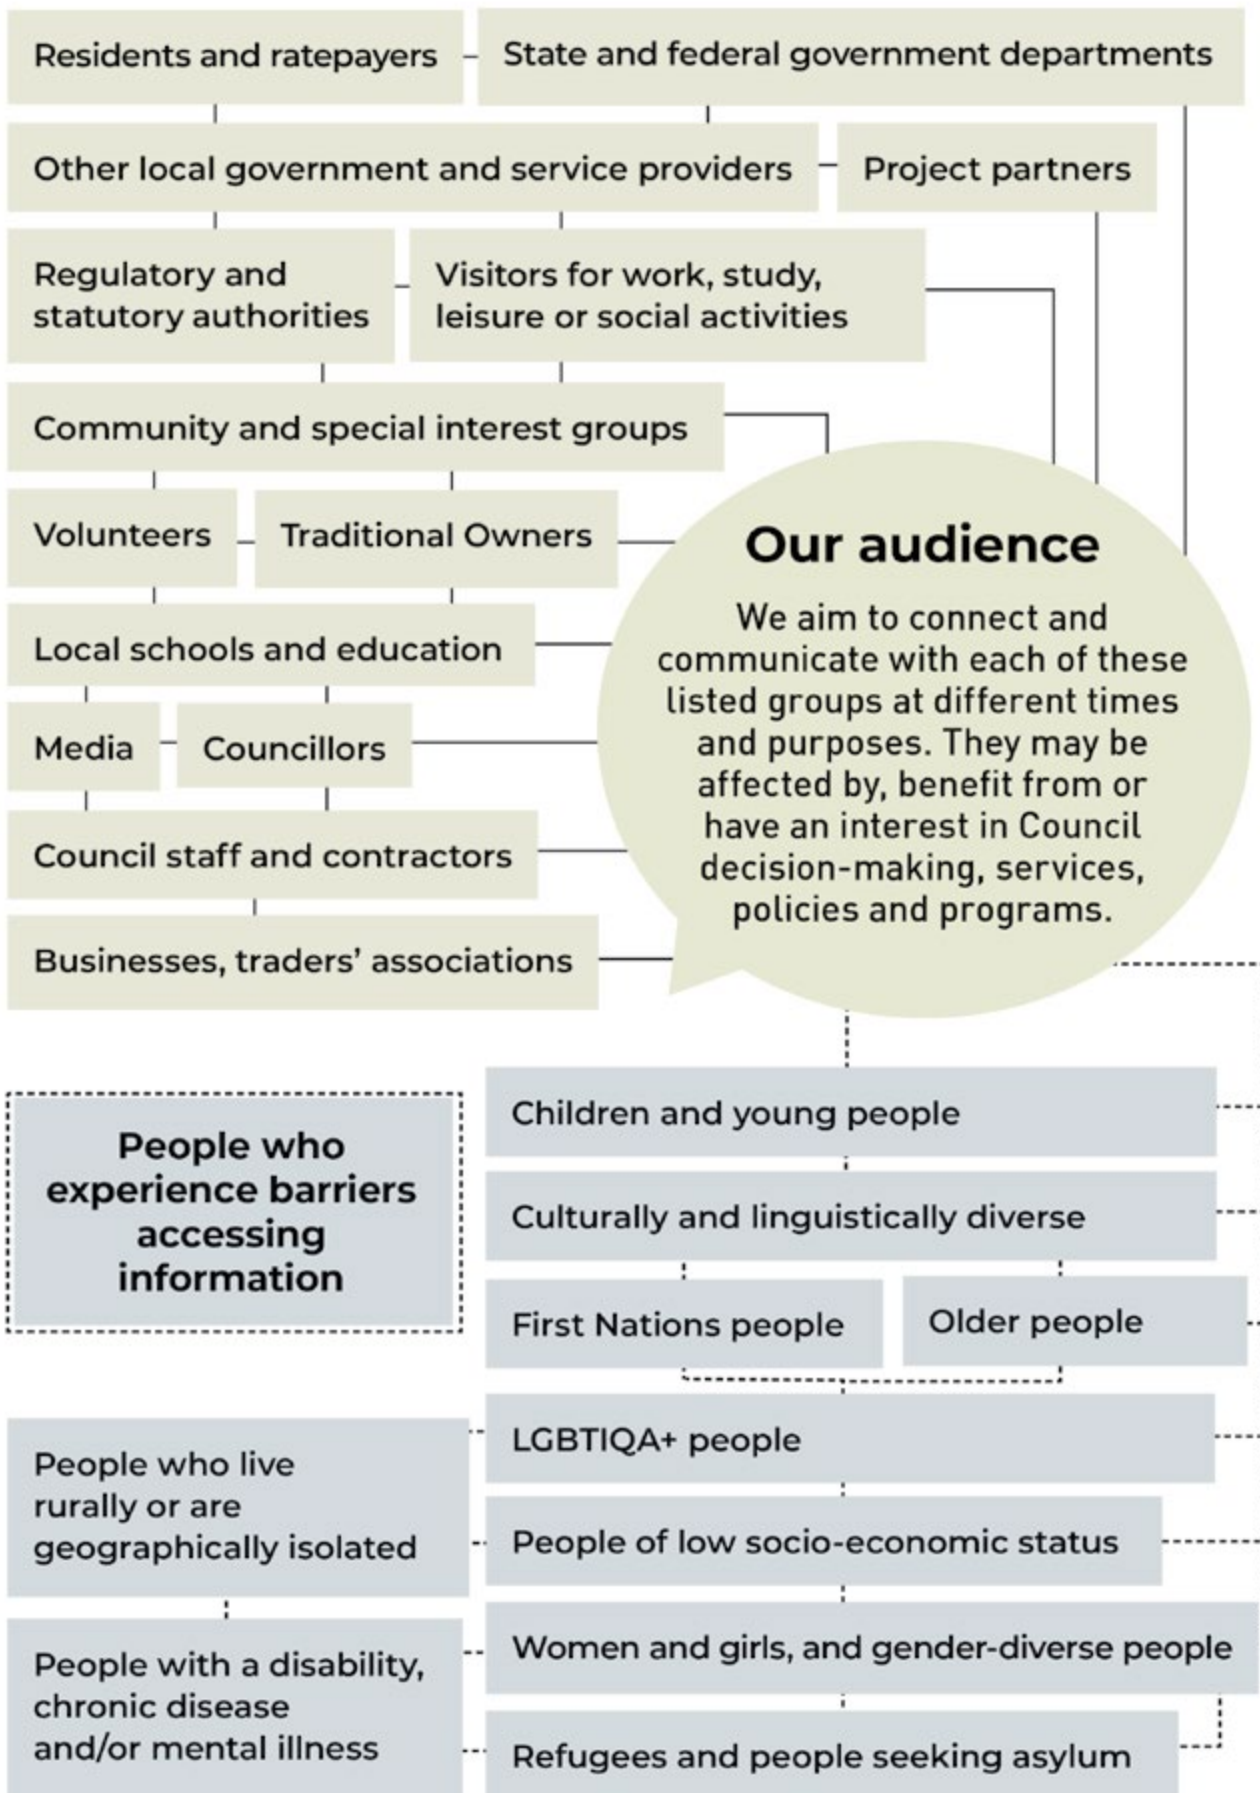 Residents and ratepayers
State and federal government departments
Other local government and service providers
Project partners
Regulatory and
statutory authorities
Visitors for work, study,
leisure or social activities
Community and special interest groups
Volunteers
Traditional Owners
Local schools and education
Media
Councillors
Council staff and contractors
Businesses, traders’ associations
Our audience
We aim to connect and
communicate with each of these
listed groups at different times
and purposes. They may be
affected by, benefit from or
have an interest in Council
decision-making, services,
policies and programs.
People who
experience barriers
accessing
information
Children and young people
Culturally and linguistically diverse
First Nations people
Older people
LGBTIQA+ people
People who live
rurally or are
geographically isolated
People of low socio-economic status
Women and girls, and gender-diverse people
People with a disability,
chronic disease
and/or mental illness
Refugees and people seeking asylum